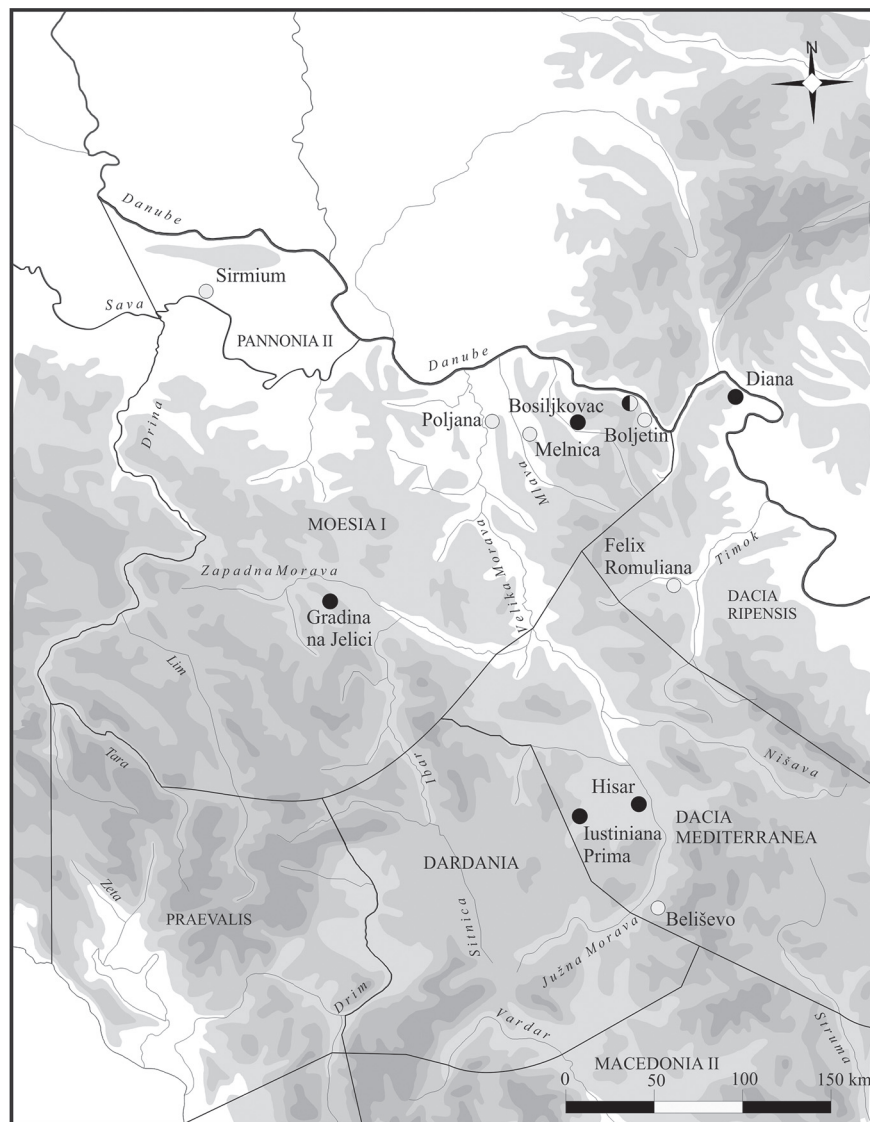 N
Danube
Sirmium
Sava
PANNONIA II
Danube
Diana
Drina
Poljana
Bosiljkovac
Boljetin
Melnica
Mlava
MOESIA I
Velika Morava
Felix
Romuliana
Timok
Zapadna Morava
DACIA
RIPENSIS
Gradina
na Jelici
Lim
Tara
Ibar
Nišava
Hisar
DACIA
MEDITERRANEA
Iustiniana
Prima
DARDANIA
Zeta
PRAEVALIS
Sitnica
Beliševo
Južna Morava
Drim
Vardar
Struma
MACEDONIA II
0 50 100 150 km